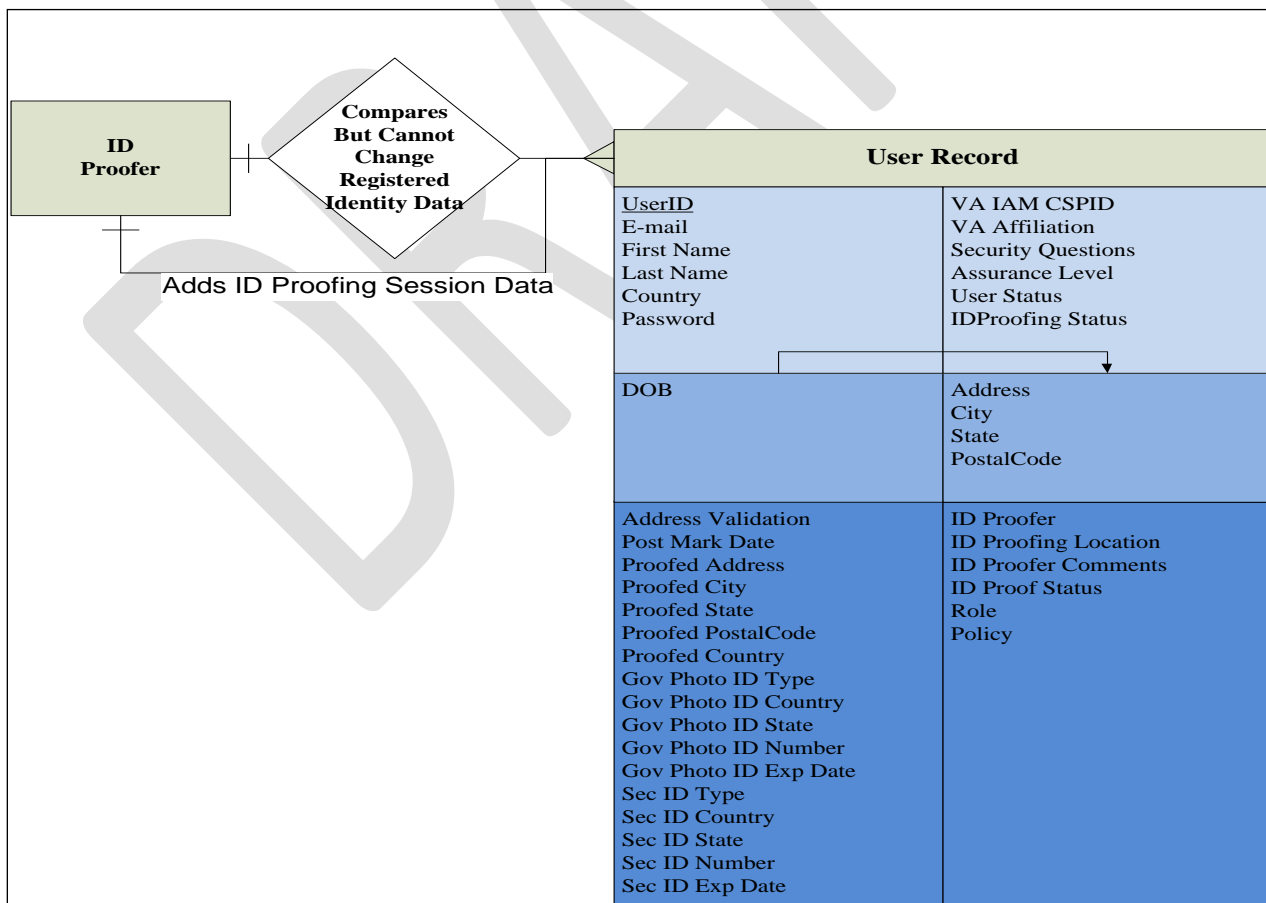 ID
Proofer
Compares
But Cannot
Change
Registered
Identity Data
Adds ID Proofing Session Data
User Record
UserID
E-mail
First Name
Last Name
Country
Password
VA IAM CSPID
VA Affiliation
Security Questions
Assurance Level
User Status
IDProofing Status
DOB
Address
City
State
PostalCode
Address Validation
Post Mark Date
Proofed Address
Proofed City
Proofed State
Proofed PostalCode
Proofed Country
Gov Photo ID Type
Gov Photo ID Country
Gov Photo ID State
Gov Photo ID Number
Gov Photo ID Exp Date
Sec ID Type
Sec ID Country
Sec ID State
Sec ID Number
Sec ID Exp Date
ID Proofer
ID Proofing Location
ID Proofer Comments
ID Proof Status
Role
Policy
DRA